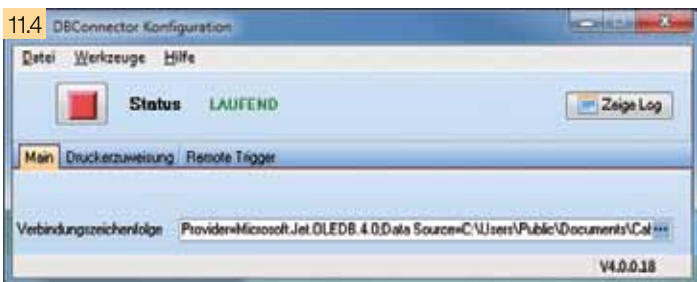 11.4
DBConnector Konfiguration
Datei Werkzeuge Hilfe
Status LAUFEND
Zeige Log
Main Druckerzuweisung Remote Trigger
Verbindungszeichenfolge Provider=Microsoft.Jet.OLEDB.4.0;Data Source=C:\Users\Public\Documents\Cal ...
V4.0.0.18